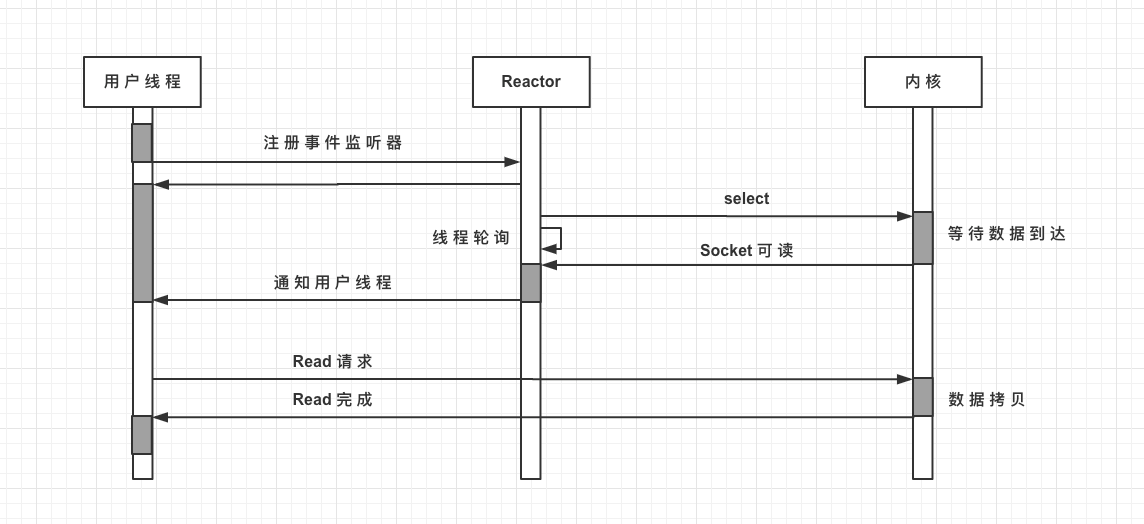 用户线程
Reactor
内核
注册事件监听器
select
线程轮询
等待数据到达
Socket 可读
通知用户线程
Read 请求
Read 完成
数据拷贝